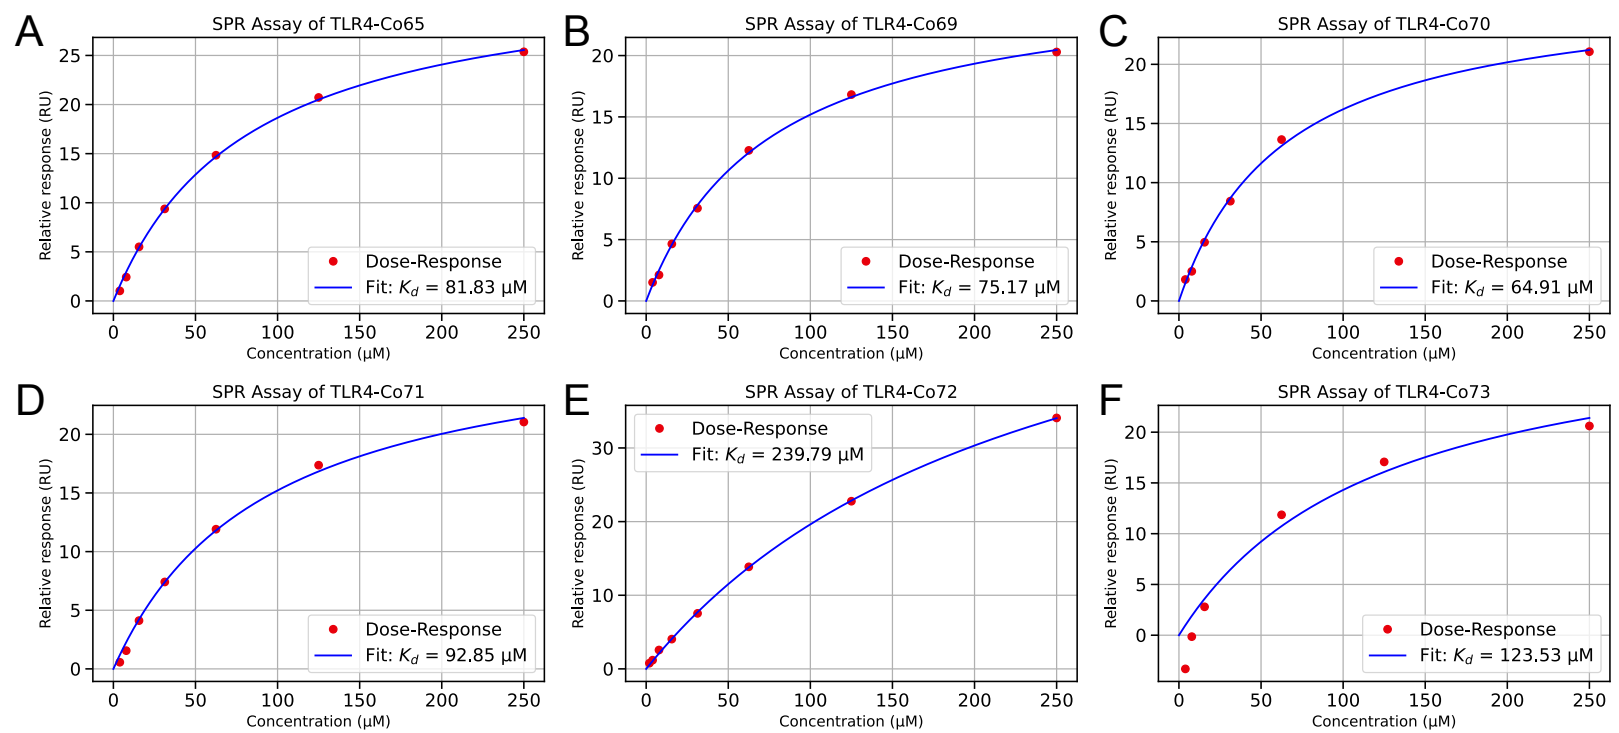 A
SPR Assay of TLR4-Co65
Relative response (RU)
25
20
15
10
5
0
Dose-Response
Fit: K_d = 81.83 μM
0 50 100 150 200 250
Concentration (μM)
B
SPR Assay of TLR4-Co69
Relative response (RU)
20
15
10
5
0
Dose-Response
Fit: K_d = 75.17 μM
0 50 100 150 200 250
Concentration (μM)
C
SPR Assay of TLR4-Co70
Relative response (RU)
20
15
10
5
0
Dose-Response
Fit: K_d = 64.91 μM
0 50 100 150 200 250
Concentration (μM)
D
SPR Assay of TLR4-Co71
Relative response (RU)
20
15
10
5
0
Dose-Response
Fit: K_d = 92.85 μM
0 50 100 150 200 250
Concentration (μM)
E
SPR Assay of TLR4-Co72
Relative response (RU)
Dose-Response
Fit: K_d = 239.79 μM
30
20
10
0
0 50 100 150 200 250
Concentration (μM)
F
SPR Assay of TLR4-Co73
Relative response (RU)
20
15
10
5
0
Dose-Response
Fit: K_d = 123.53 μM
0 50 100 150 200 250
Concentration (μM)